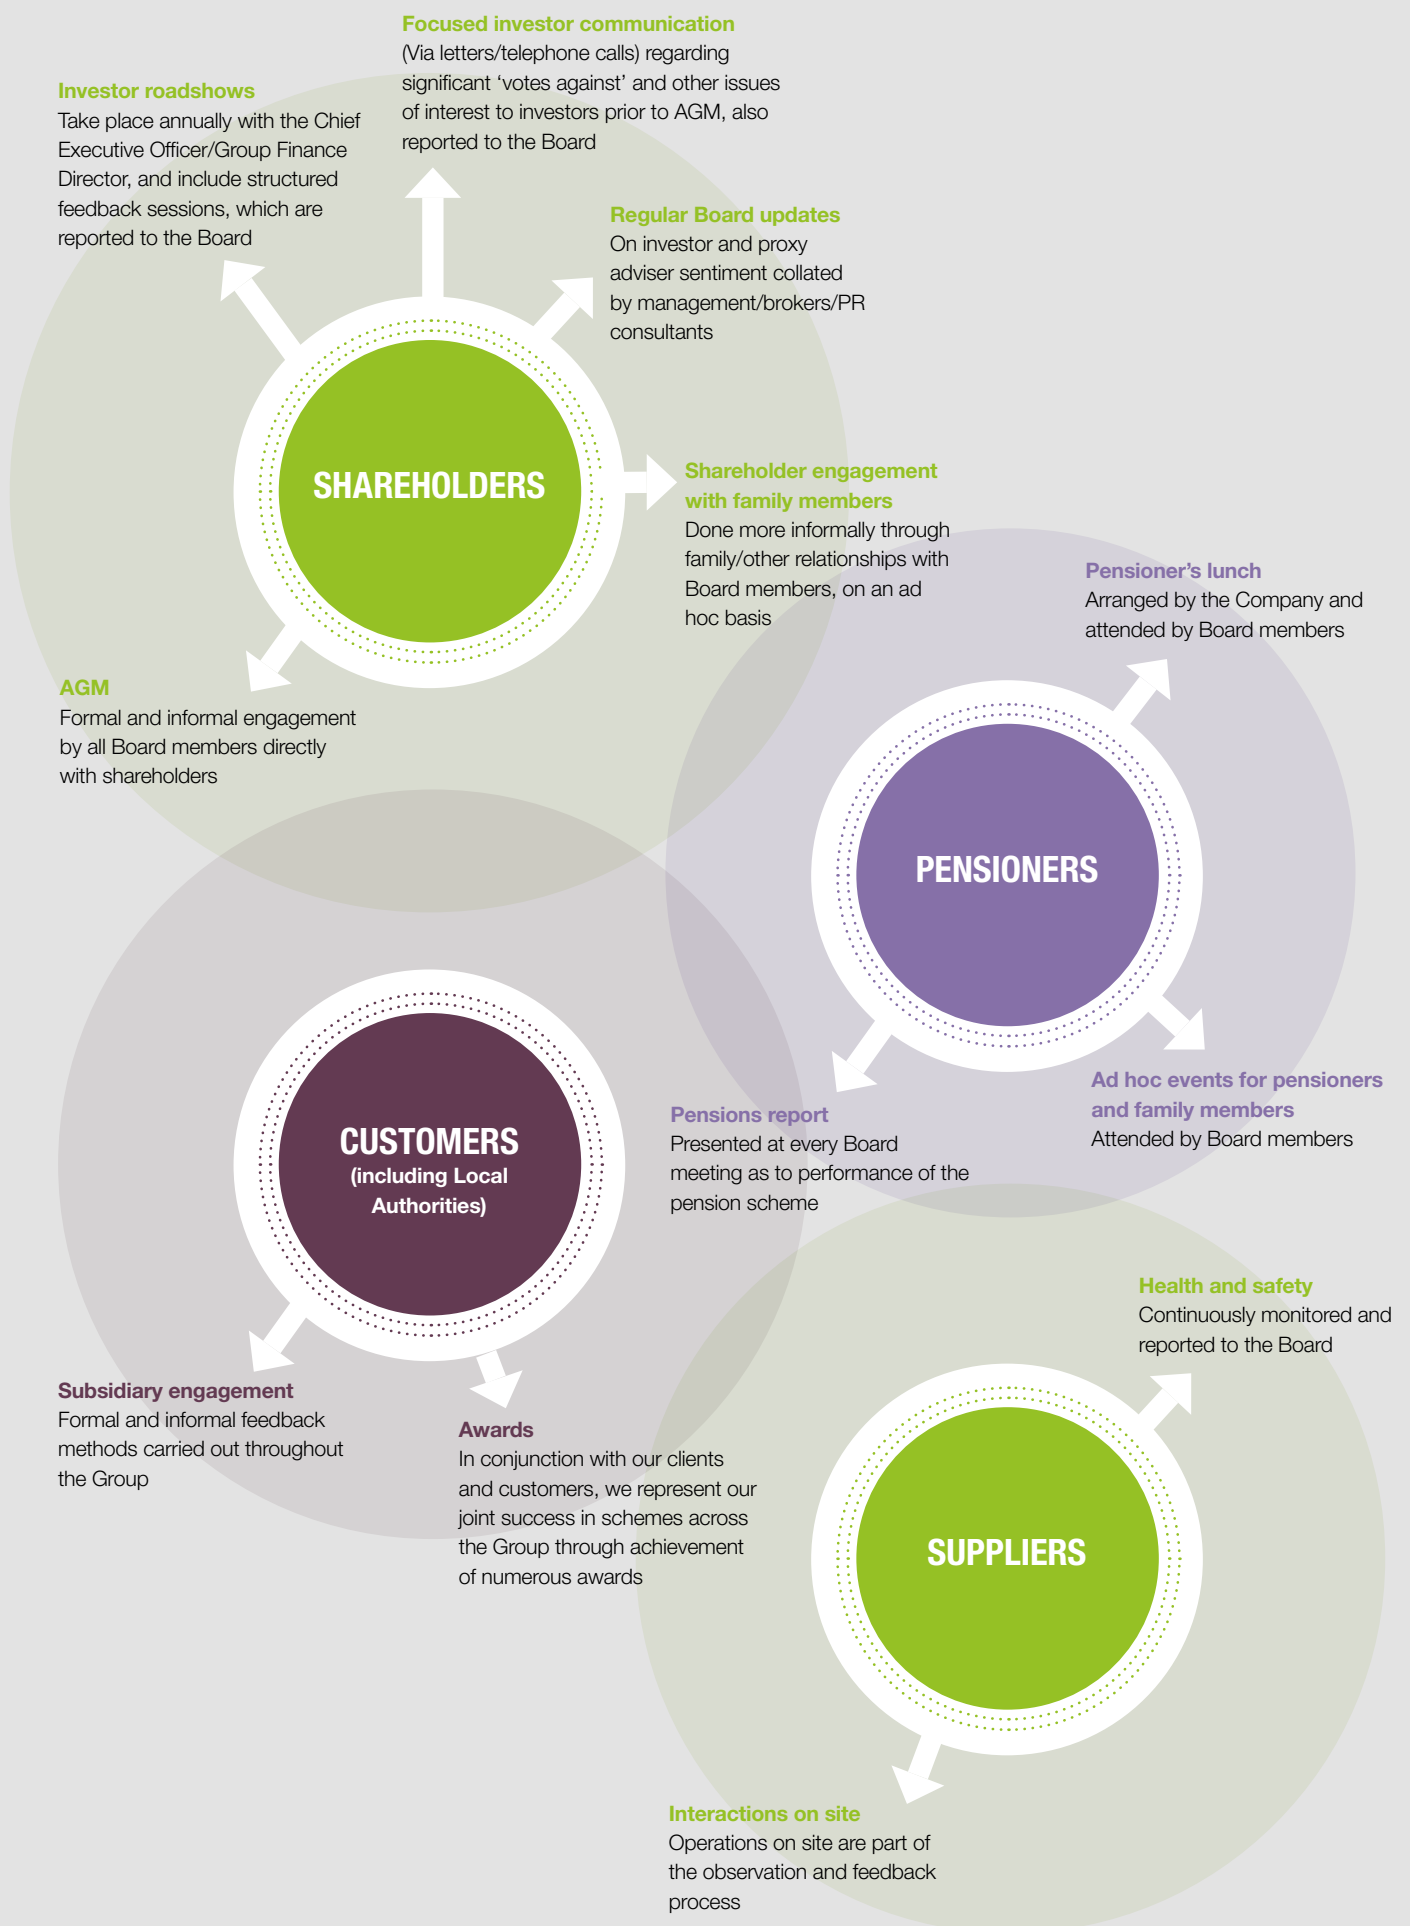 Focused investor communication
(Via letters/telephone calls) regarding
significant ‘votes against’ and other issues
of interest to investors prior to AGM, also
reported to the Board
Investor roadshows
Take place annually with the Chief
Executive Officer/Group Finance
Director, and include structured
feedback sessions, which are
reported to the Board
Regular Board updates
On investor and proxy
adviser sentiment collated
by management/brokers/PR
consultants
SHAREHOLDERS
Shareholder engagement
with family members
Done more informally through
family/other relationships with
Board members, on an ad
hoc basis
AGM
Formal and informal engagement
by all Board members directly
with shareholders
Pensioner’s lunch
Arranged by the Company and
attended by Board members
PENSIONERS
Pensions report
Presented at every Board
meeting as to performance of the
pension scheme
Ad hoc events for pensioners
and family members
Attended by Board members
CUSTOMERS
(including Local
Authorities)
Subsidiary engagement
Formal and informal feedback
methods carried out throughout
the Group
Awards
In conjunction with our clients
and customers, we represent our
joint success in schemes across
the Group through achievement
of numerous awards
Health and safety
Continuously monitored and
reported to the Board
SUPPLIERS
Interactions on site
Operations on site are part of
the observation and feedback
process